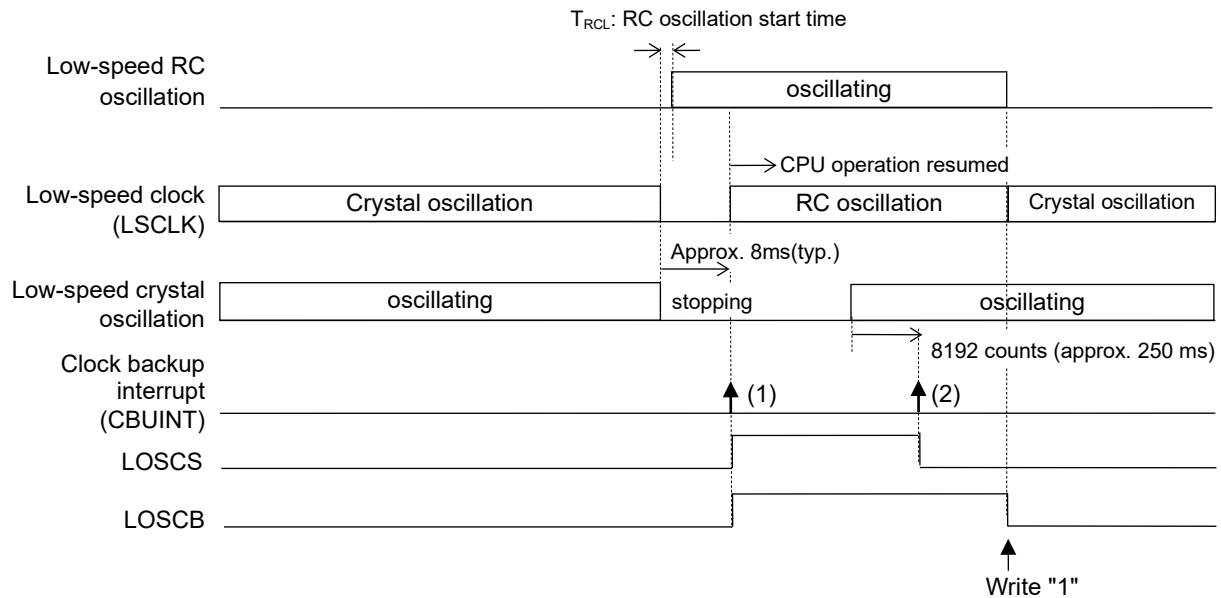 TRCL: RC oscillation start time
Low-speed RC
oscillation
oscillating
CPU operation resumed
Low-speed clock
(LSCLK)
Crystal oscillation
RC oscillation
Crystal oscillation
Approx. 8ms(typ.)
Low-speed crystal
oscillation
oscillating
stopping
oscillating
8192 counts (approx. 250 ms)
Clock backup
interrupt
(CBUINT)
(1)
(2)
LOSCS
LOSCB
Write "1"